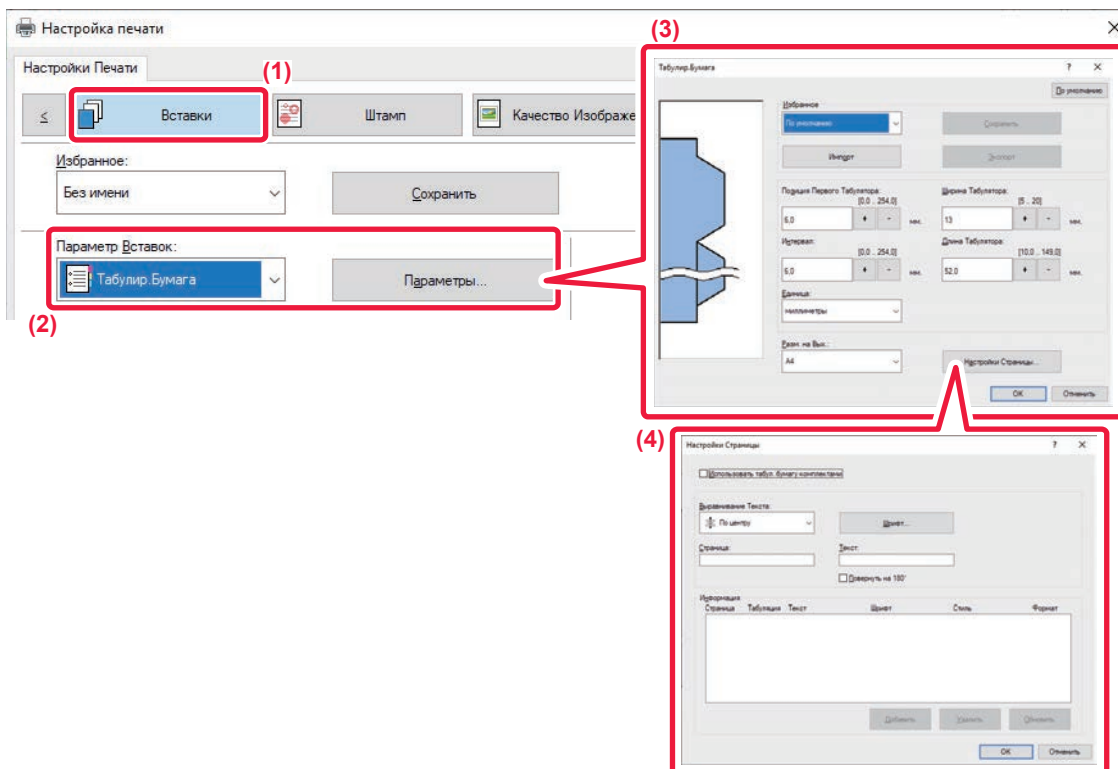 Настройка печати
Настройки Печати
(1)
≤
Вставки
Штамп
Качество Изображе
Избранное:
Без имени
Сохранить
Параметр Вставок:
Табулир.Бумага
Параметры...
(2)
(3)
Табулир.Бумага
? X
По умолчанию
Избранное
По умолчанию
Сохранить
Импорт
Экспорт
Позиция Первого Табулятора:
[0,0 .. 254,0]
6,0
+ -
мм.
Ширина Табулятора:
[5 .. 20]
13
+ -
мм.
Интервал:
[0,0 .. 254,0]
6,0
+ -
мм.
Длина Табулятора:
[10,0 .. 149,0]
52,0
+ -
мм.
Единица:
миллиметры
Разм. на Вых.:
A4
Настройки Страницы...
OK
Отменить
(4)
Настройки Страницы
? X
Использовать табул. бумагу комплектами
Выравнивание Текста:
По центру
Шрифт...
Страница:
Текст:
Повернуть на 180°
Информация
Страница Табуляция Текст Шрифт Стиль Формат
Добавить
Удалить
Обновить
OK
Отменить